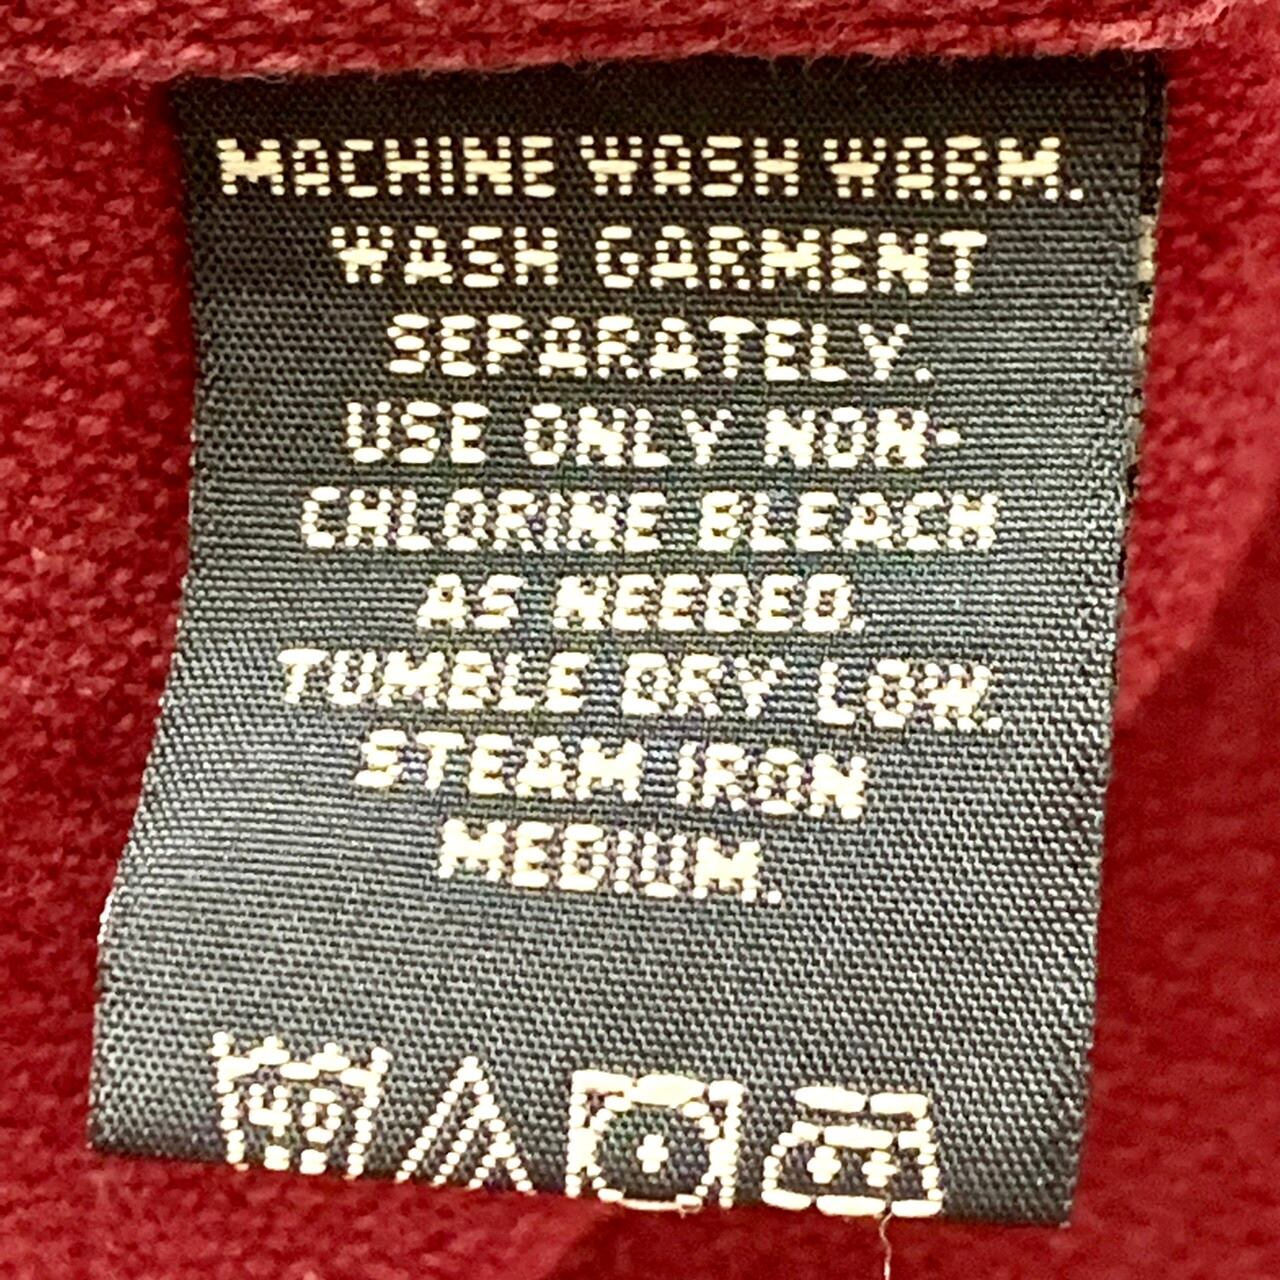 MACHINE WASH WARM.
WASH GARMENT
SEPARATELY.
USE ONLY NON-
CHLORINE BLEACH
AS NEEDED.
TUMBLE DRY LOW.
STEAM IRON
MEDIUM.
40